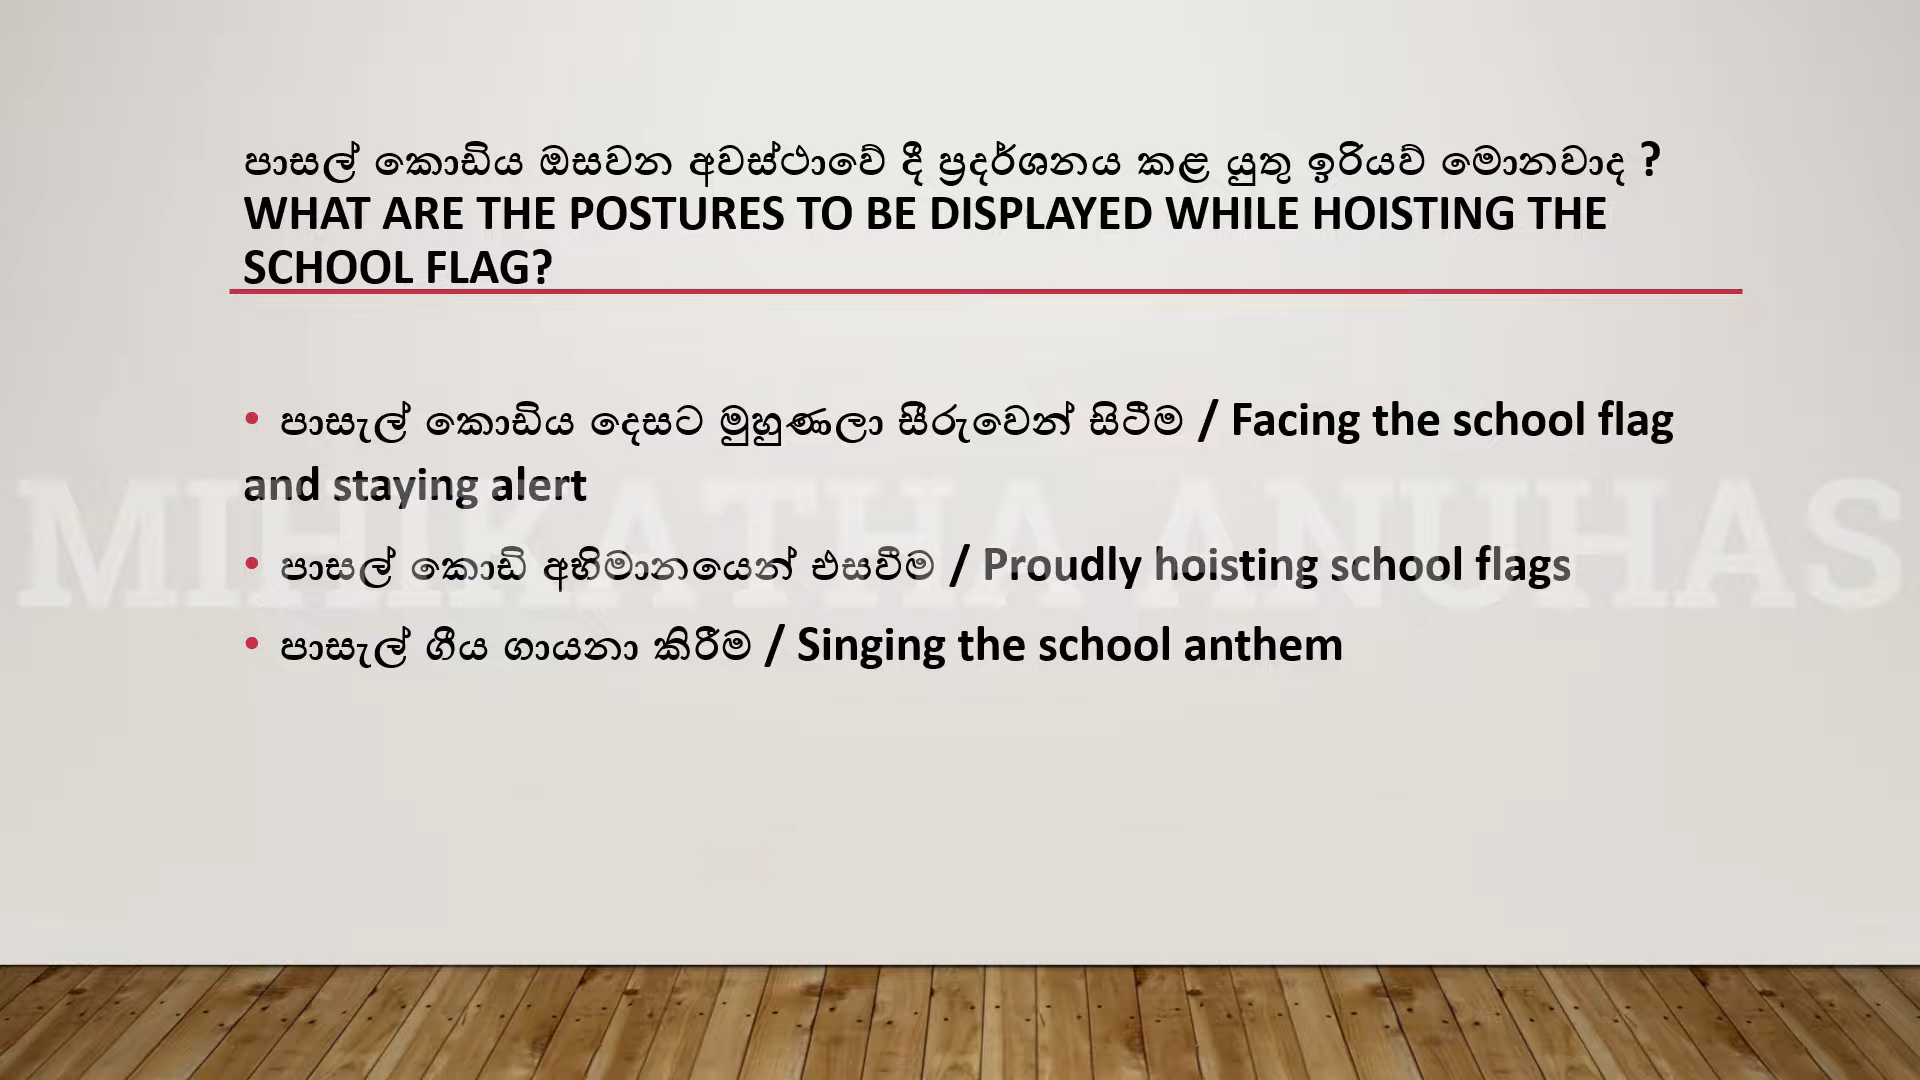 පාසල් කොඩිය ඔසවන අවස්ථාවේ දී ප්‍රදර්ශනය කළ යුතු ඉරියව් මොනවාද ?
WHAT ARE THE POSTURES TO BE DISPLAYED WHILE HOISTING THE
SCHOOL FLAG?
• පාසැල් කොඩිය දෙසට මුහුණලා සීරුවෙන් සිටීම / Facing the school flag
and staying alert
• පාසල් කොඩි අභිමානයෙන් එසවීම / Proudly hoisting school flags
• පාසැල් ගීය ගායනා කිරීම / Singing the school anthem
MIHIKATHA ANUHAS